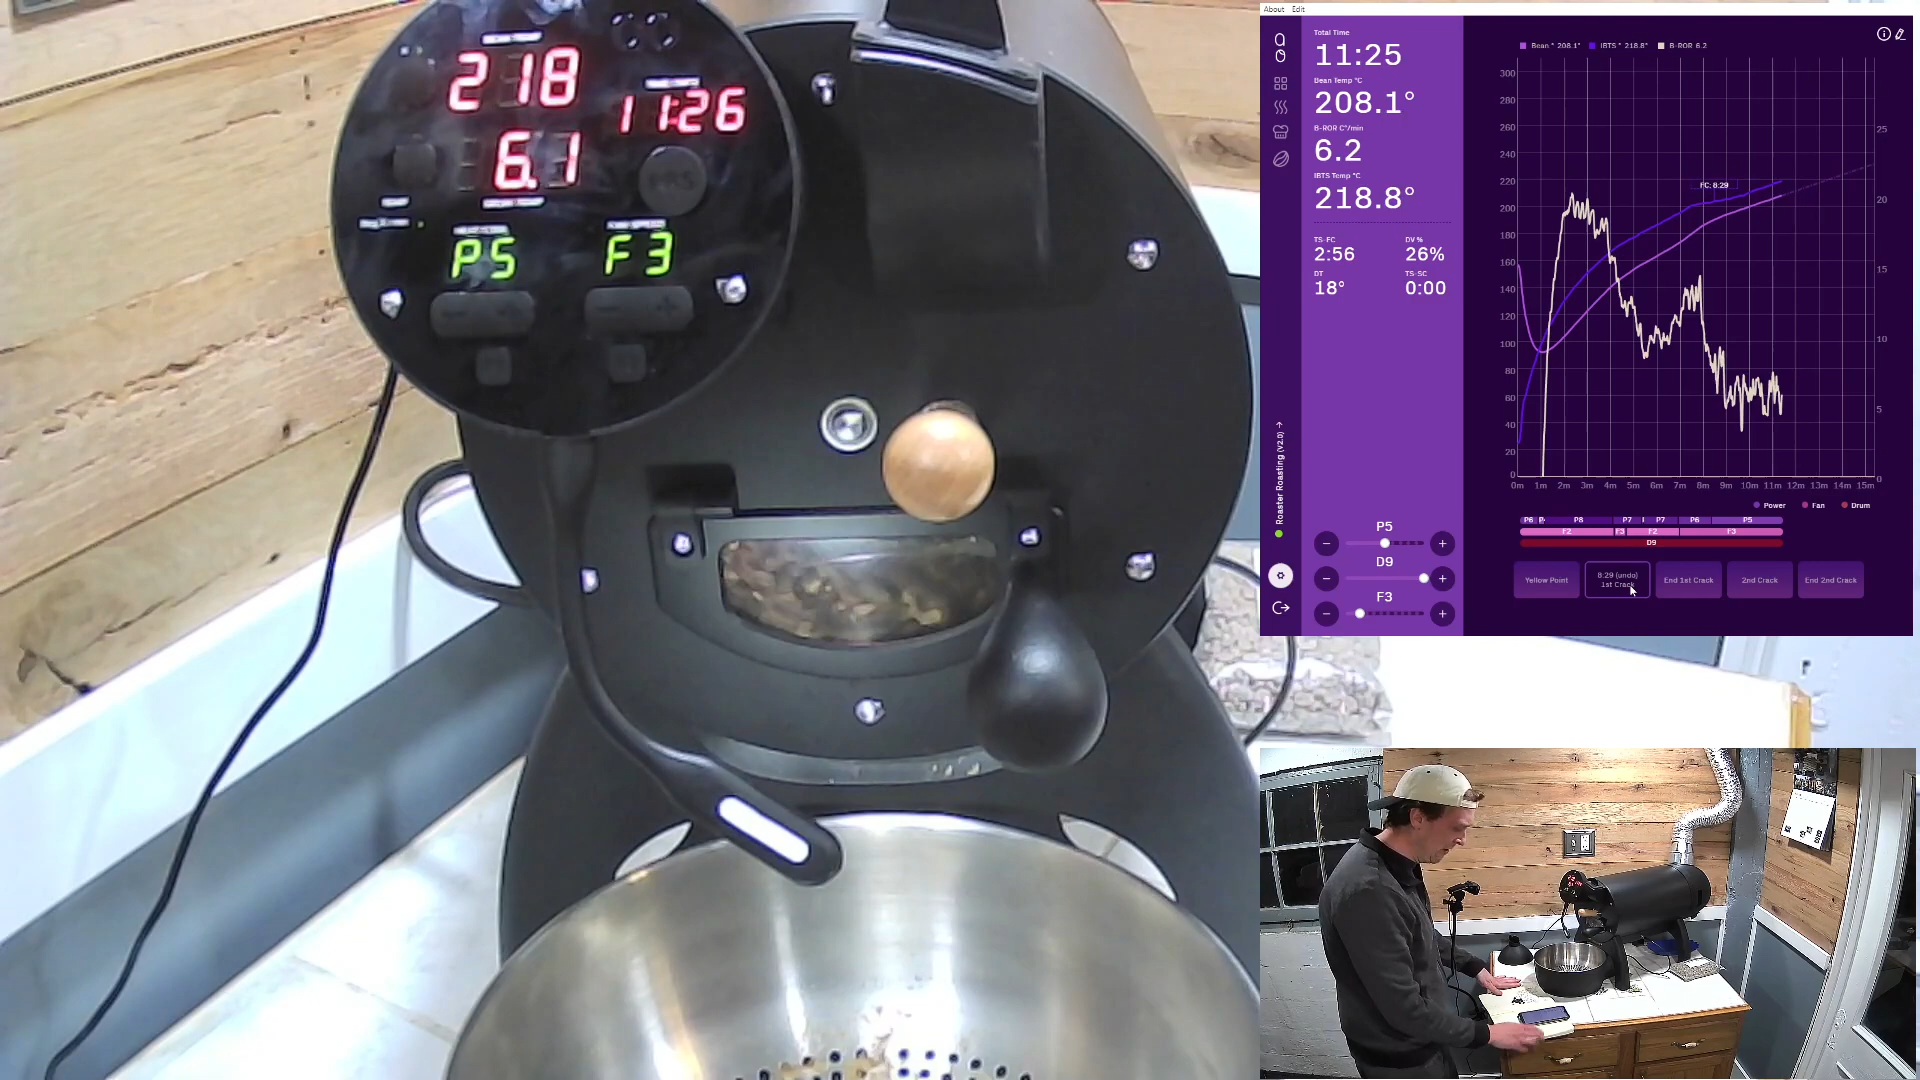 218
11:26
6.1
P5
F3
About Edit
Total Time
11:25
Bean Temp °C
208.1°
B-ROR C°/min
6.2
IBTS Temp °C
218.8°
TS-FC
2:56
DV %
26%
DT
18°
TS-SC
0:00
Roaster Roasting (v2.0) →
P5
D9
F3
Bean * 208.1° IBTS * 218.8° B-ROR 6.2
FC: 8:29
300
280
260
240
220
200
180
160
140
120
100
80
60
40
20
0
25
20
15
10
5
0
0m 1m 2m 3m 4m 5m 6m 7m 8m 9m 10m 11m 12m 13m 14m 15m
Power Fan Drum
P6 P8 P7 P7 P6 P5
F2 F3 F2 F3
D9
Yellow Point
8:29 (undo)
1st Crack
End 1st Crack
2nd Crack
End 2nd Crack